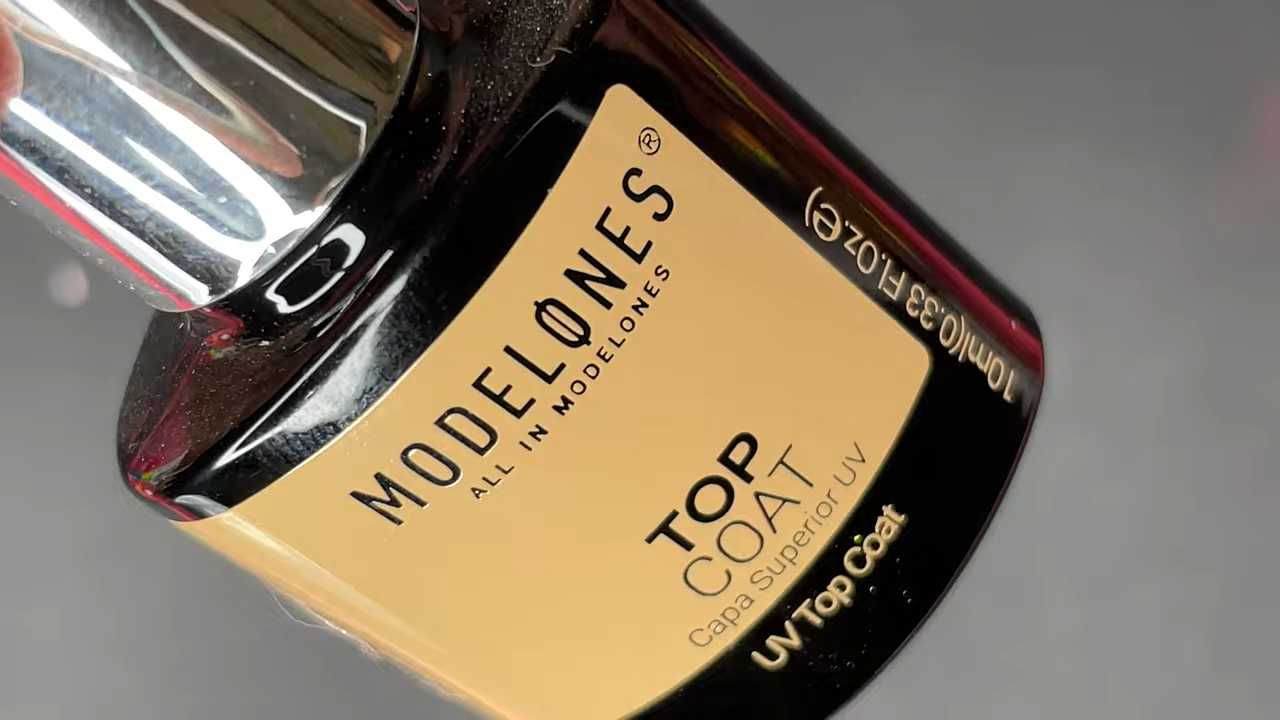 MODELØNES®
ALL IN MODELONES
TOP
COAT
Capa Superior UV
UV Top Coat
10ml(0.33 Fl.Oz.℮)